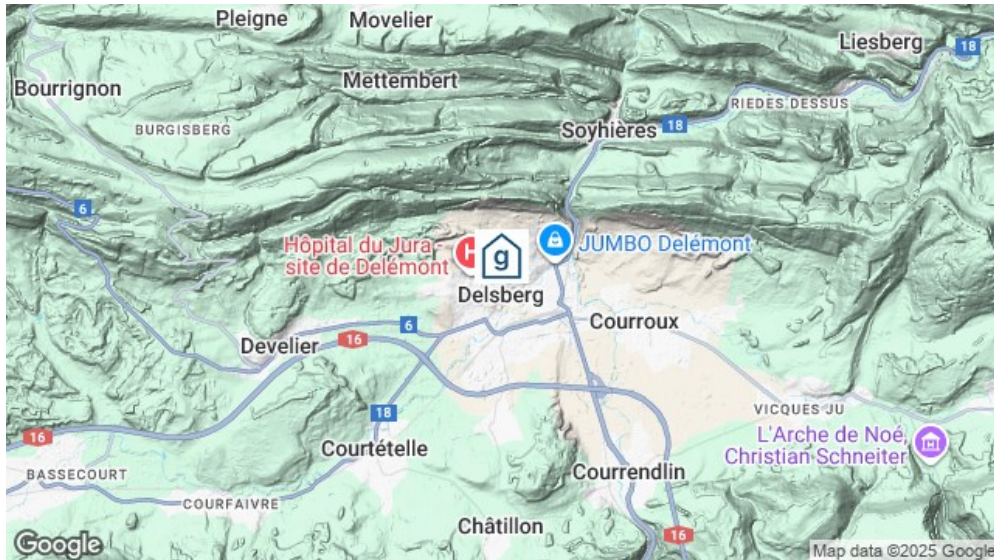 Pleigne
Movelier
Liesberg
18
Bourrignon
Mettembert
RIEDES DESSUS
BURGISBERG
Soyhières
18
6
Hôpital du Jura -
site de Delémont
H
g
JUMBO Delémont
Delsberg
6
Courroux
Develier
16
18
VICQUES JU
16
Courtételle
L'Arche de Noé,
Christian Schneiter
BASSECOURT
Courrendlin
COURFAIVRE
Châtillon
16
Google
Map data ©2025 Google